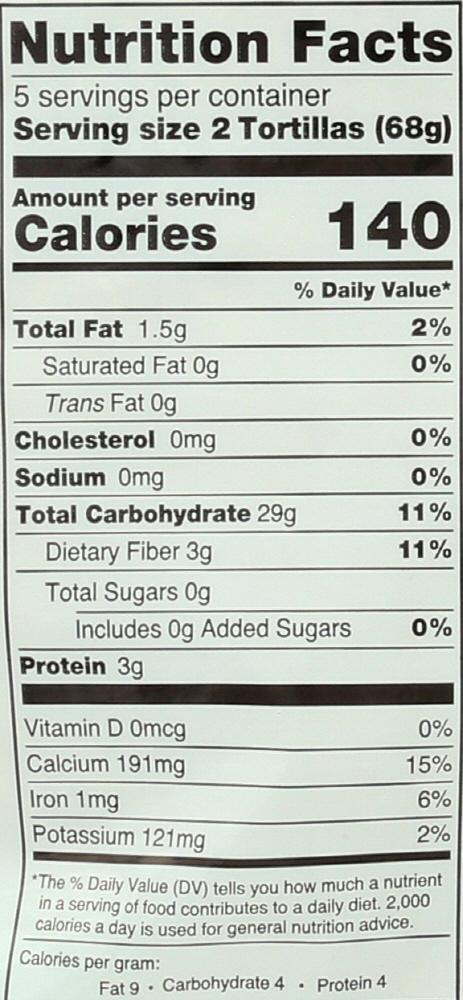 Nutrition Facts
5 servings per container
Serving size 2 Tortillas (68g)
Amount per serving
Calories 140
% Daily Value*
Total Fat 1.5g 2%
Saturated Fat 0g 0%
Trans Fat 0g
Cholesterol 0mg 0%
Sodium 0mg 0%
Total Carbohydrate 29g 11%
Dietary Fiber 3g 11%
Total Sugars 0g
Includes 0g Added Sugars 0%
Protein 3g
Vitamin D 0mcg 0%
Calcium 191mg 15%
Iron 1mg 6%
Potassium 121mg 2%
*The % Daily Value (DV) tells you how much a nutrient
in a serving of food contributes to a daily diet. 2,000
calories a day is used for general nutrition advice.
Calories per gram:
Fat 9 • Carbohydrate 4 • Protein 4